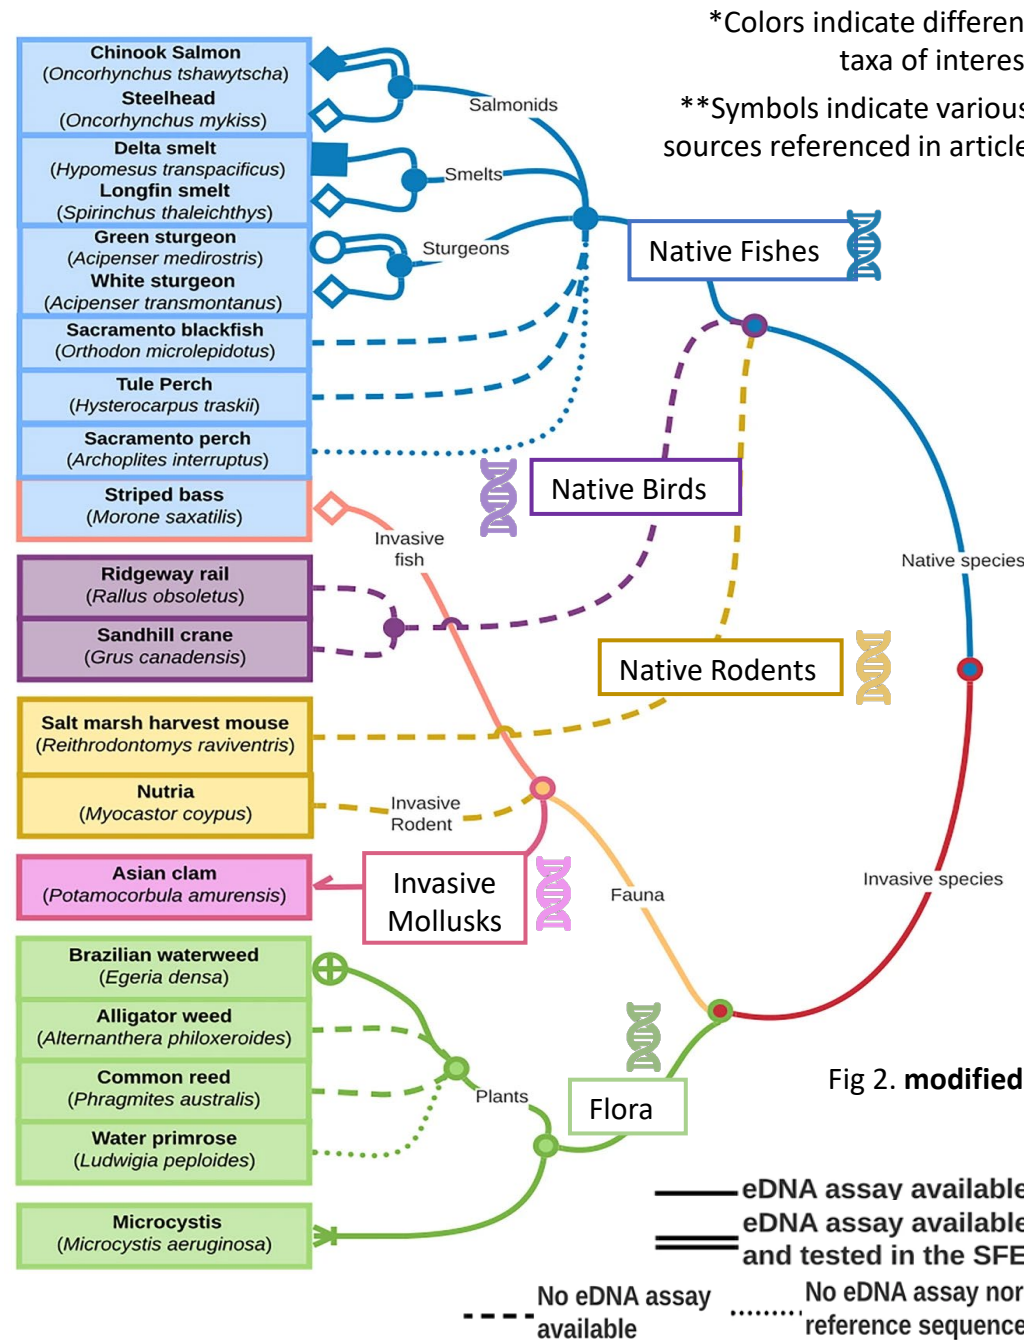 *Colors indicate differen
taxa of interes
**Symbols indicate various
sources referenced in article
Chinook Salmon
(Oncorhynchus tshawytscha)
Steelhead
(Oncorhynchus mykiss)
Delta smelt
(Hypomesus transpacificus)
Longfin smelt
(Spirinchus thaleichthys)
Green sturgeon
(Acipenser medirostris)
White sturgeon
(Acipenser transmontanus)
Sacramento blackfish
(Orthodon microlepidotus)
Tule Perch
(Hysterocarpus traskii)
Sacramento perch
(Archoplites interruptus)
Striped bass
(Morone saxatilis)
Ridgeway rail
(Rallus obsoletus)
Sandhill crane
(Grus canadensis)
Salt marsh harvest mouse
(Reithrodontomys raviventris)
Nutria
(Myocastor coypus)
Asian clam
(Potamocorbula amurensis)
Brazilian waterweed
(Egeria densa)
Alligator weed
(Alternanthera philoxeroides)
Common reed
(Phragmites australis)
Water primrose
(Ludwigia peploides)
Microcystis
(Microcystis aeruginosa)
Salmonids
Smelts
Sturgeons
Native Fishes
Native Birds
Invasive
fish
Native species
Native Rodents
Invasive
Rodent
Invasive
Mollusks
Fauna
Invasive species
Plants
Flora
Fig 2. modified
eDNA assay available
eDNA assay available
and tested in the SFE
No eDNA assay
available
No eDNA assay nor
reference sequence